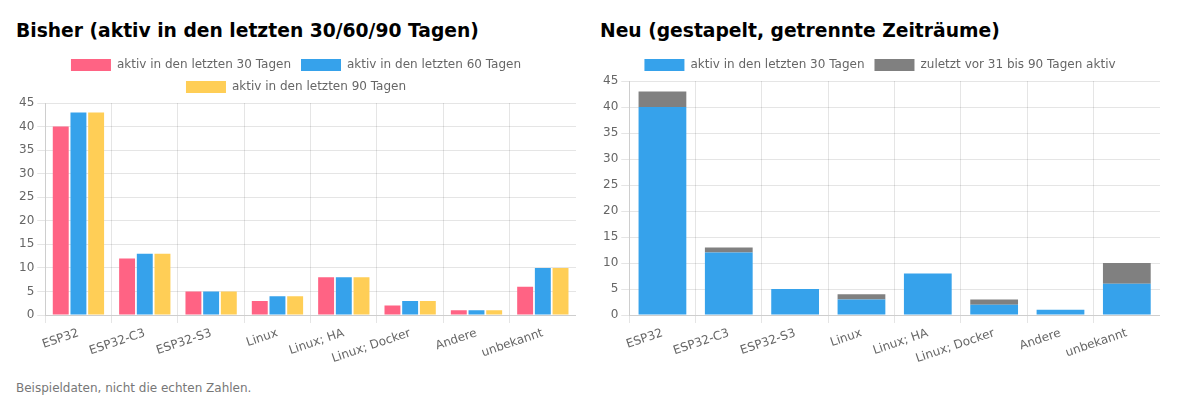 Bisher (aktiv in den letzten 30/60/90 Tagen)
aktiv in den letzten 30 Tagen
aktiv in den letzten 60 Tagen
aktiv in den letzten 90 Tagen
45
40
35
30
25
20
15
10
5
0
ESP32
ESP32-C3
ESP32-S3
Linux
Linux; HA
Linux; Docker
Andere
unbekannt
Neu (gestapelt, getrennte Zeiträume)
aktiv in den letzten 30 Tagen
zuletzt vor 31 bis 90 Tagen aktiv
45
40
35
30
25
20
15
10
5
0
ESP32
ESP32-C3
ESP32-S3
Linux
Linux; HA
Linux; Docker
Andere
unbekannt
Beispieldaten, nicht die echten Zahlen.